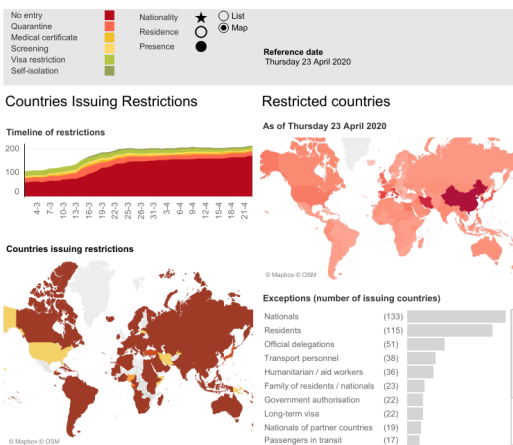 No entry
Quarantine
Medical certificate
Screening
Visa restriction
Self-isolation
Nationality
Residence
Presence
List
Map
Reference date
Thursday 23 April 2020
Countries Issuing Restrictions
Timeline of restrictions
200
100
0
4-3
7-3
10-3
13-3
16-3
19-3
22-3
25-3
28-3
31-3
3-4
6-4
9-4
12-4
15-4
18-4
21-4
Countries issuing restrictions
© Mapbox © OSM
Restricted countries
As of Thursday 23 April 2020
© Mapbox © OSM
Exceptions (number of issuing countries)
Nationals (133)
Residents (115)
Official delegations (51)
Transport personnel (38)
Humanitarian / aid workers (36)
Family of residents / nationals (23)
Government authorisation (22)
Long-term visa (22)
Nationals of partner countries (19)
Passengers in transit (17)